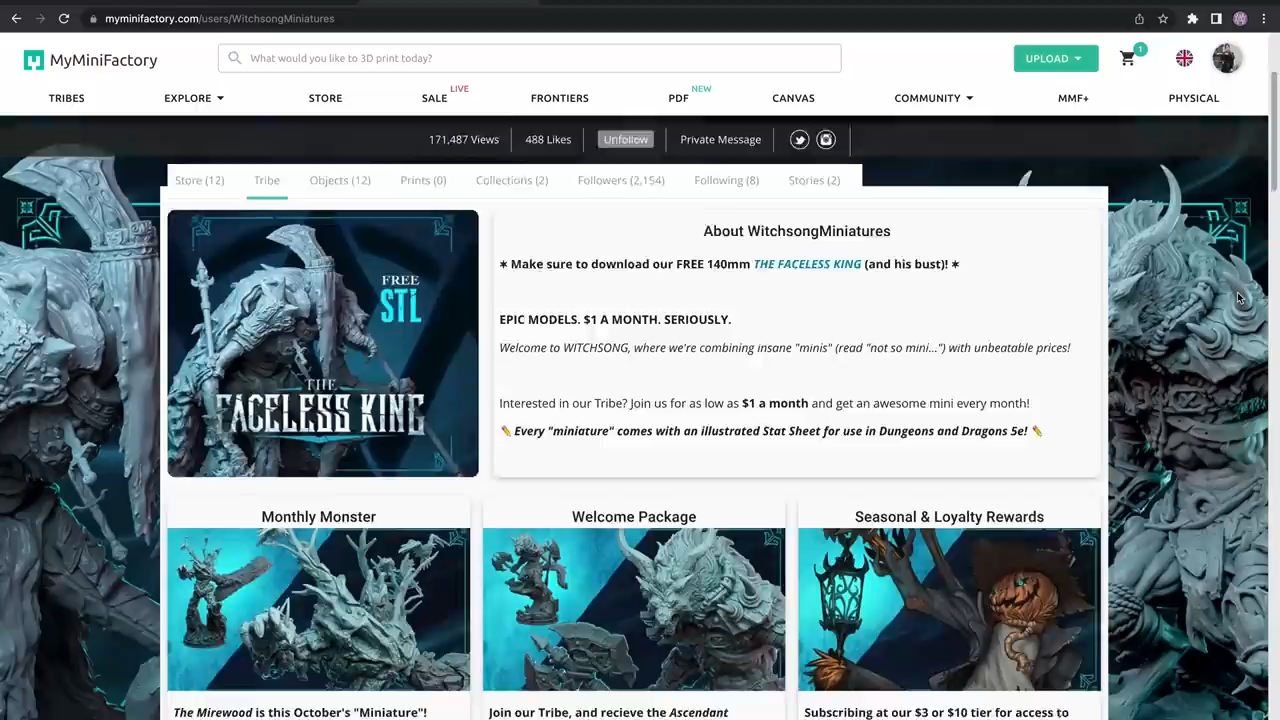 myminifactory.com/users/WitchsongMiniatures
MyMiniFactory
What would you like to 3D print today?
UPLOAD
1
TRIBES
EXPLORE
STORE
SALE
LIVE
FRONTIERS
PDF
NEW
CANVAS
COMMUNITY
MMF+
PHYSICAL
171,487 Views
488 Likes
Unfollow
Private Message
Store (12)
Tribe
Objects (12)
Prints (0)
Collections (2)
Followers (2,154)
Following (8)
Stories (2)
FREE
STL
THE
FACELESS KING
About WitchsongMiniatures
✶ Make sure to download our FREE 140mm THE FACELESS KING (and his bust)! ✶
EPIC MODELS. $1 A MONTH. SERIOUSLY.
Welcome to WITCHSONG, where we're combining insane "minis" (read "not so mini...") with unbeatable prices!
Interested in our Tribe? Join us for as low as $1 a month and get an awesome mini every month!
✏️ Every "miniature" comes with an illustrated Stat Sheet for use in Dungeons and Dragons 5e! ✏️
Monthly Monster
Welcome Package
Seasonal & Loyalty Rewards
The Mirewood is this October's "Miniature"!
Join our Tribe, and recieve the Ascendant
Subscribing at our $3 or $10 tier for access to